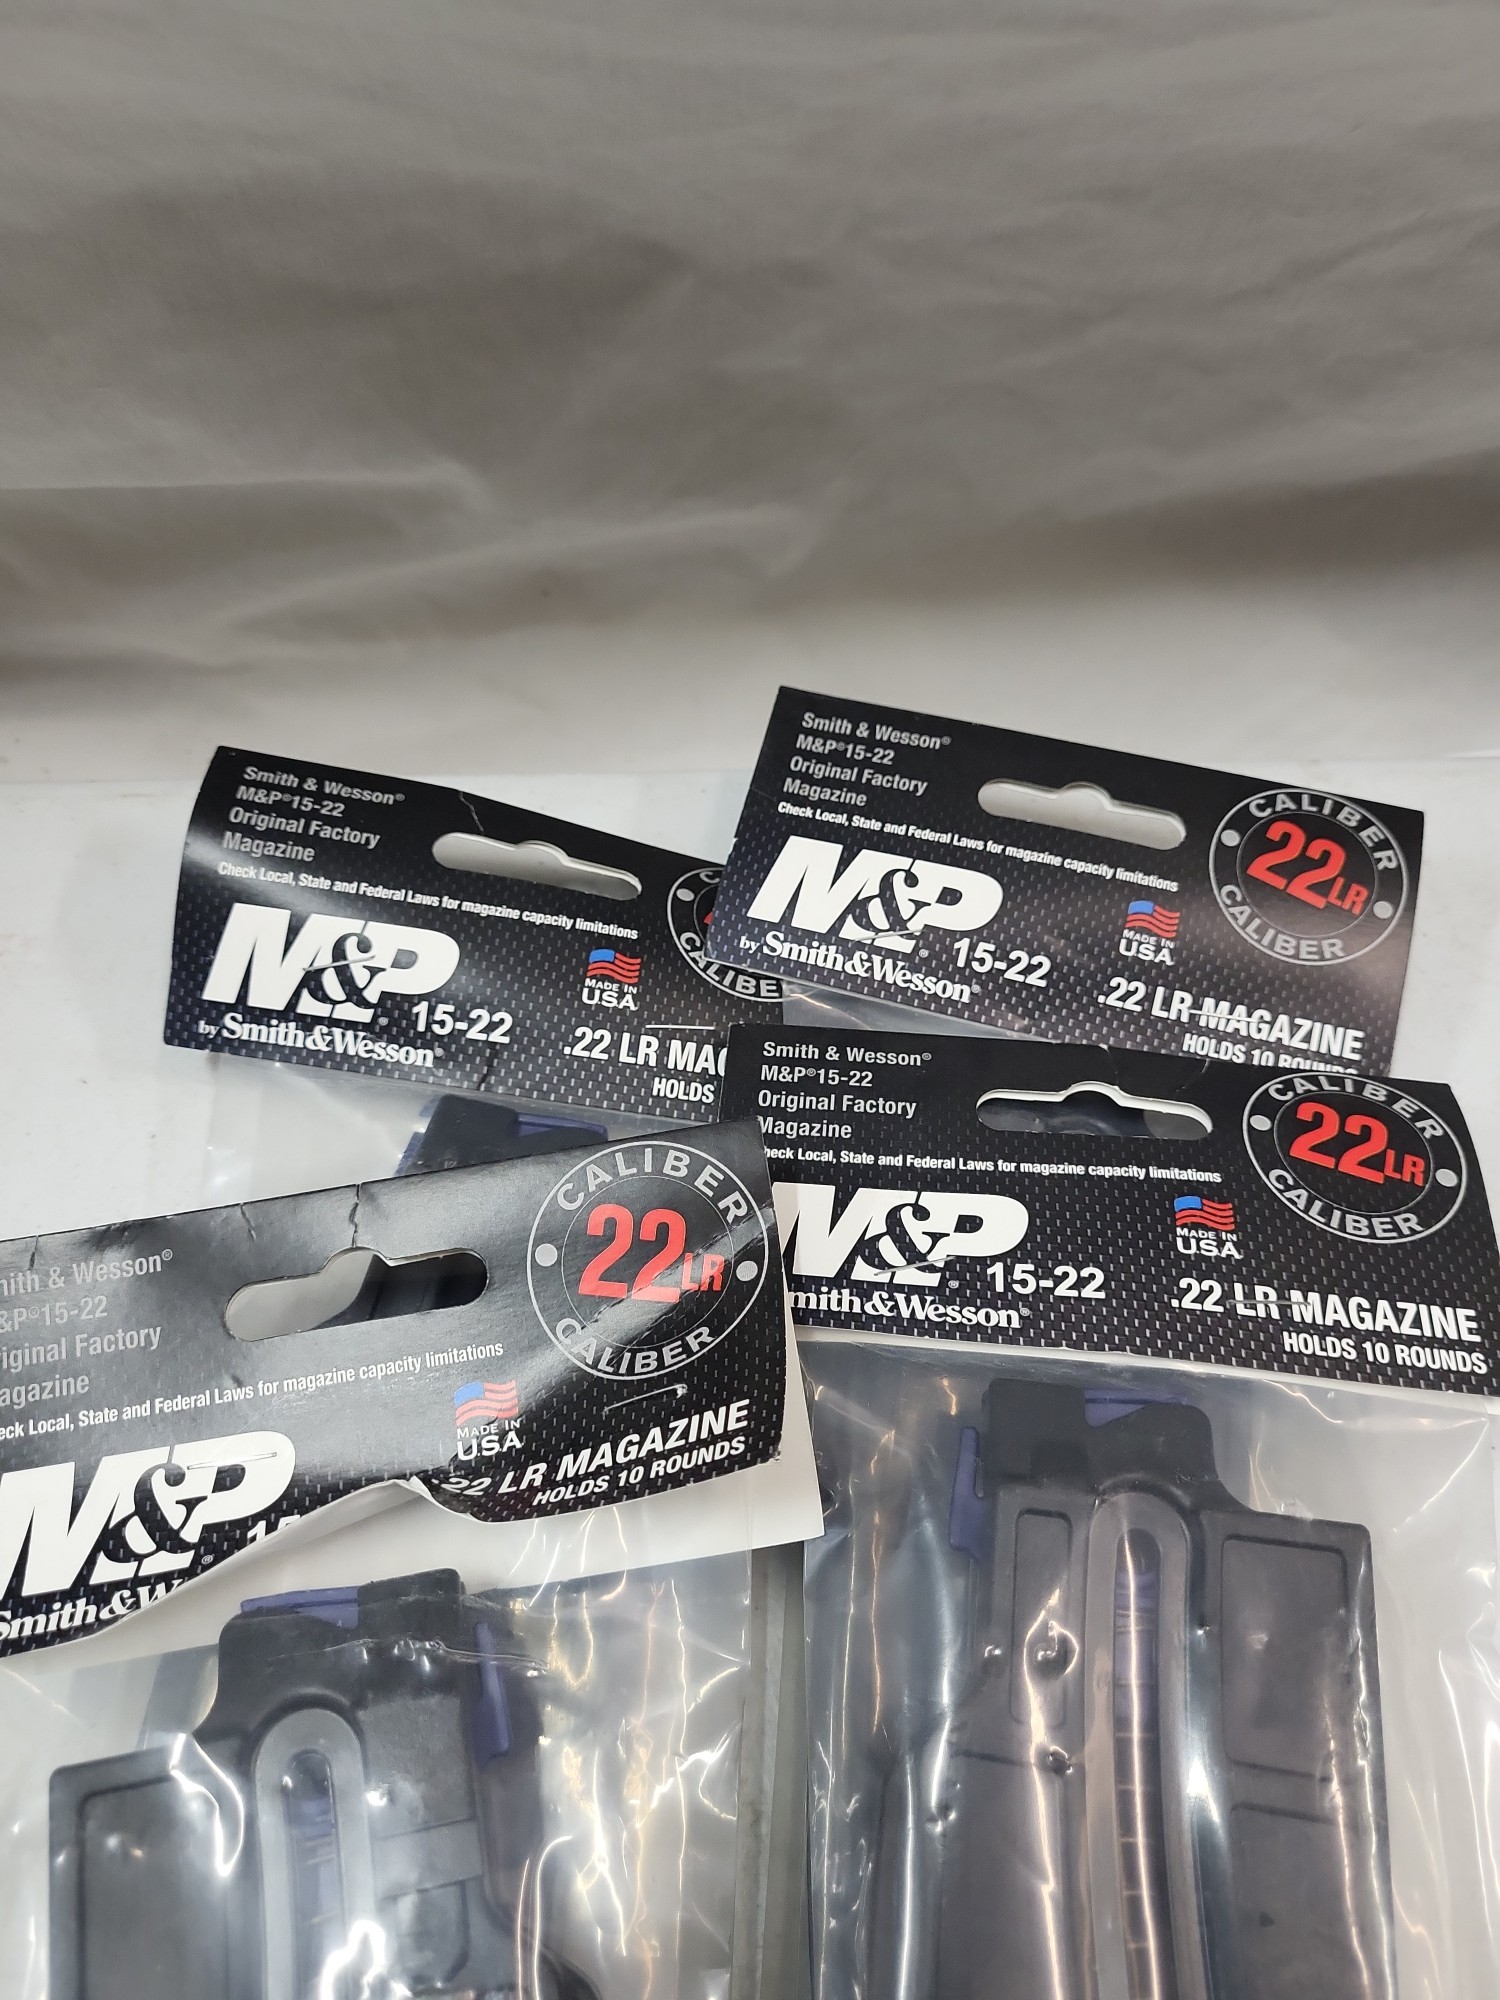 Smith & Wesson®
M&P®15-22
Original Factory
Magazine
Check Local, State and Federal Laws for magazine capacity limitations
M&P® 15-22
by Smith&Wesson®
MADE IN
USA
CALIBE
.22 LR MAG
HOLDS
Smith & Wesson®
M&P®15-22
Original Factory
Magazine
Check Local, State and Federal Laws for magazine capacity limitations
M&P® 15-22
by Smith&Wesson®
MADE IN
USA
CALIBER
22LR
CALIBER
.22 LR MAGAZINE
HOLDS 10 ROUNDS
Smith & Wesson®
M&P®15-22
Original Factory
Magazine
heck Local, State and Federal Laws for magazine capacity limitations
M&P® 15-22
mith&Wesson®
MADE IN
USA
CALIBER
22LR
CALIBER
.22 LR MAGAZINE
HOLDS 10 ROUNDS
mith & Wesson®
&P®15-22
riginal Factory
agazine
eck Local, State and Federal Laws for magazine capacity limitations
M&P® 15
Smith&W
MADE IN
USA
CALIBER
22LR
CALIBER
.22 LR MAGAZINE
HOLDS 10 ROUNDS